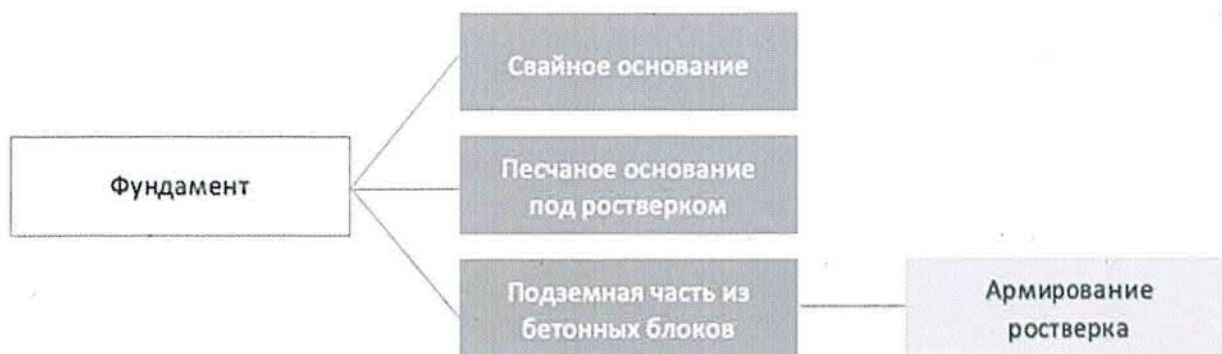 Свайное основание
Фундамент
Песчаное основание
под ростверком
Подземная часть из
бетонных блоков
Армирование
ростверка